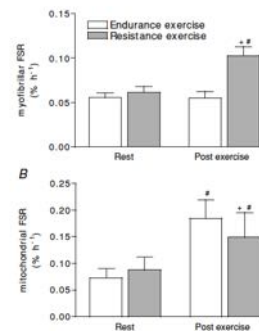 0.15
Endurance exercise
Resistance exercise
myofibrillar FSR
(% h⁻¹)
0.10
+ #
0.05
0.00
Rest
Post exercise
B
mitochondrial FSR
(% h⁻¹)
0.25
0.20
#
+ #
0.15
0.10
0.05
0.00
Rest
Post exercise